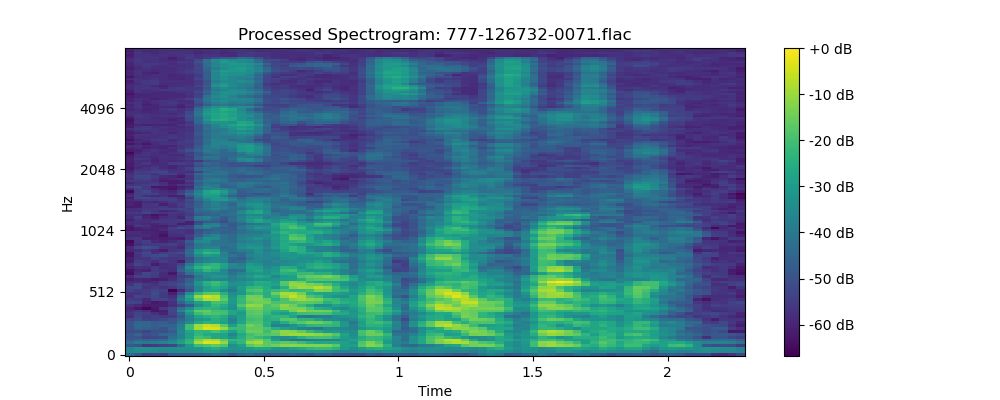 Processed Spectrogram: 777-126732-0071.flac
Hz
4096
2048
1024
512
0
0
0.5
1
1.5
2
Time
+0 dB
-10 dB
-20 dB
-30 dB
-40 dB
-50 dB
-60 dB